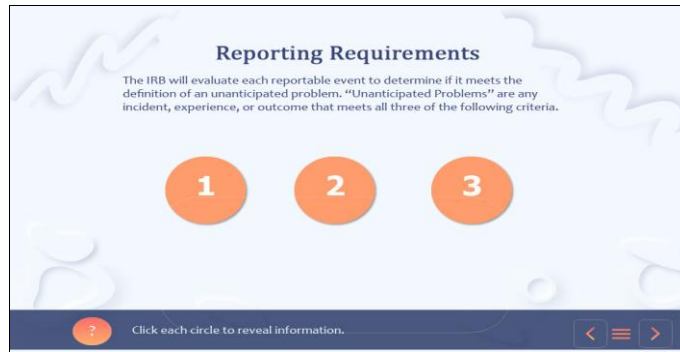 Reporting Requirements
The IRB will evaluate each reportable event to determine if it meets the
definition of an unanticipated problem. “Unanticipated Problems” are any
incident, experience, or outcome that meets all three of the following criteria.
1 2 3
? Click each circle to reveal information. < >